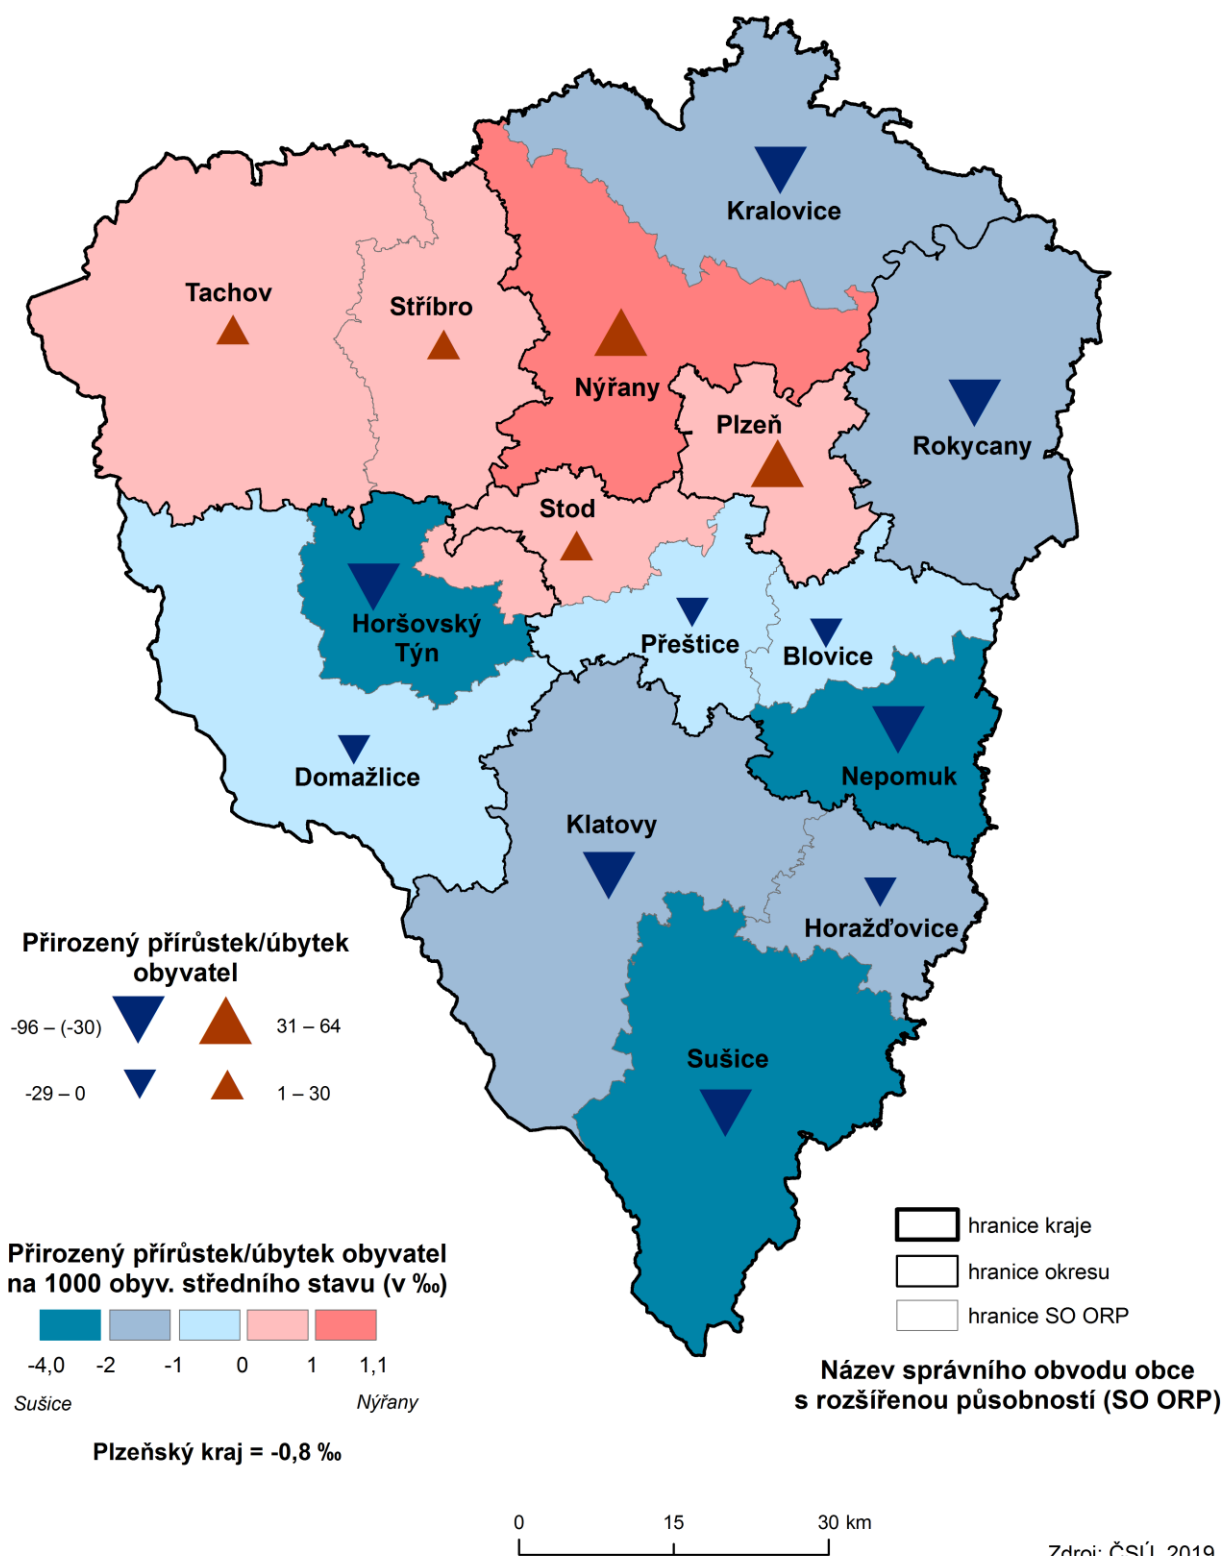 Kralovice
Tachov
Stříbro
Nýřany
Plzeň
Rokycany
Stod
Horšovský
Týn
Přeštice
Blovice
Domažlice
Nepomuk
Klatovy
Horažďovice
Sušice
Přirozený přírůstek/úbytek
obyvatel
-96 – (-30) 31 – 64
-29 – 0 1 – 30
Přirozený přírůstek/úbytek obyvatel
na 1000 obyv. středního stavu (v ‰)
-4,0 -2 -1 0 1 1,1
Sušice Nýřany
Plzeňský kraj = -0,8 ‰
hranice kraje
hranice okresu
hranice SO ORP
Název správního obvodu obce
s rozšířenou působností (SO ORP)
0 15 30 km
Zdroj: ČSÚ, 2019